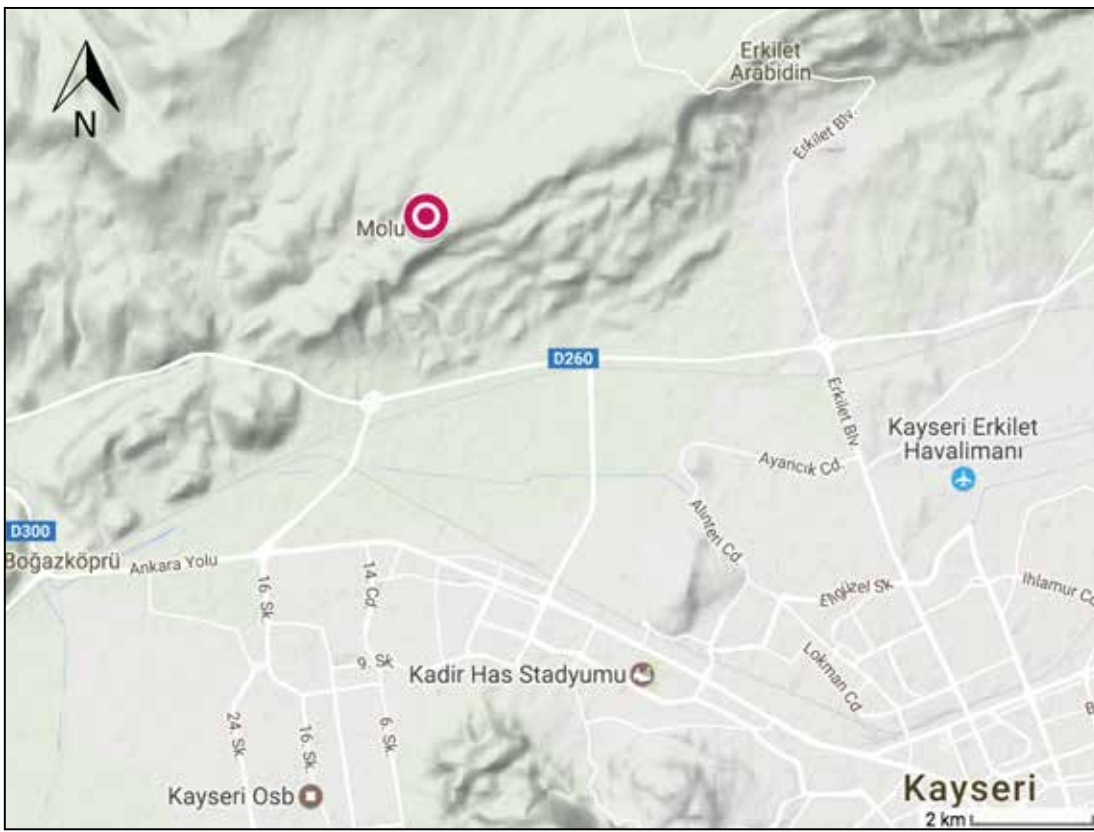 Erkilet
Arabidin
Erkilet Blv.
N
Molu
D260
Erkilet Blv.
Kayseri Erkilet
Havalimanı
Ayancık Cd.
Alınteri Cd.
D300
Boğazköprü
Ankara Yolu
16. Sk.
14. Cd.
Elgüzel Sk
Ihlamur Cd
9. Sk
Kadir Has Stadyumu
Lokman Cd.
24. Sk.
16. Sk.
6. Sk.
B
Kayseri Osb
Kayseri
2 km